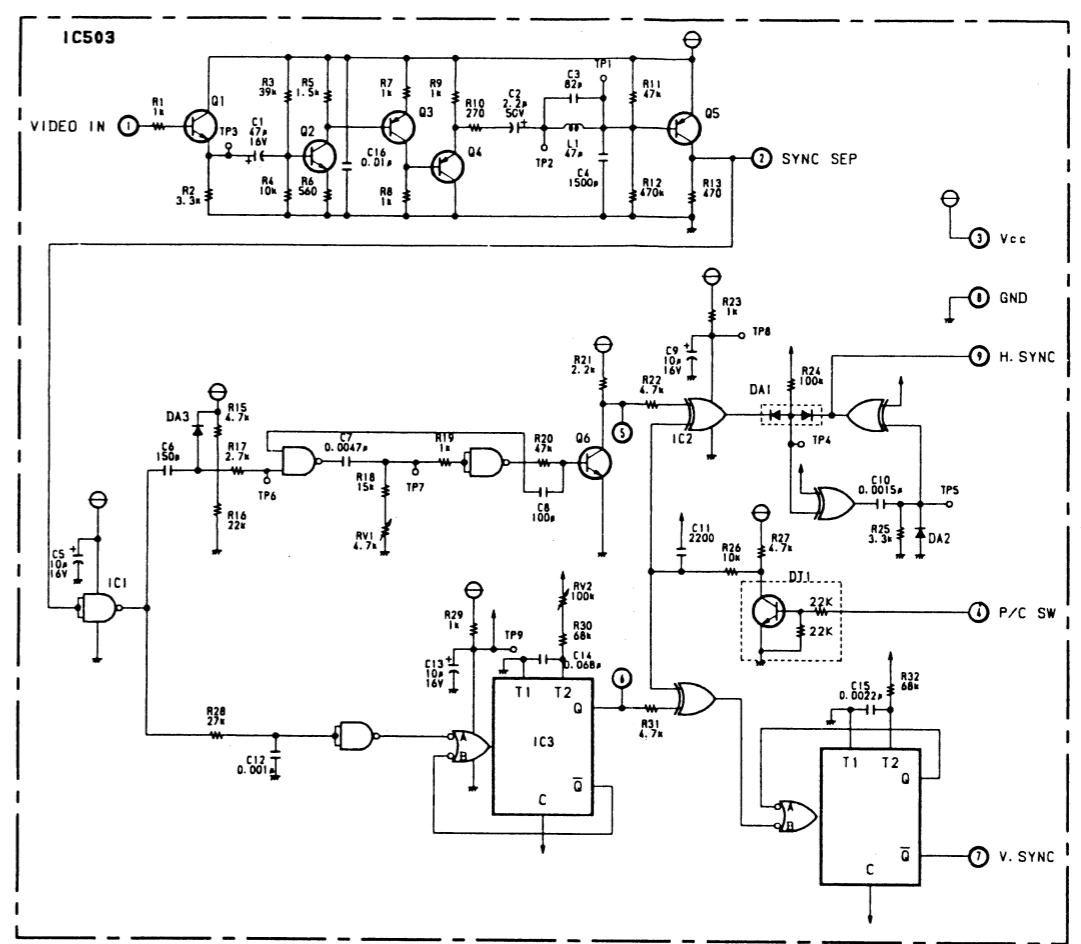 IC503
VIDEO IN
1
R1
1k
Q1
TP3
C1
47μ
16V
R2
3.3k
R3
39k
R4
10k
R5
1.5k
Q2
R6
560
C16
0.01μ
R7
1k
Q3
R8
1k
R9
1k
Q4
R10
270
C2
2.2μ
50V
C3
82p
TP1
TP2
L1
47μ
C4
1500p
R11
47k
R12
470k
Q5
R13
470
2
SYNC SEP
3
Vcc
8
GND
9
H.SYNC
R23
1k
TP8
C9
10μ
16V
R21
2.2k
R22
4.7k
IC2
DA1
R24
100k
TP4
DA3
R15
4.7k
C6
150p
R17
2.7k
TP6
R16
22k
C7
0.0047μ
R18
15k
RV1
4.7k
TP7
R19
1k
R20
47k
C8
100p
Q6
5
C10
0.0015μ
TP5
R25
3.3k
DA2
C5
10μ
16V
IC1
C11
2200
R26
10k
R27
4.7k
DT1
22K
22K
4
P/C SW
R29
1k
TP9
C13
10μ
16V
RV2
100k
R30
68k
C14
0.068μ
T1
T2
Q
IC3
Q̅
C
A
B
6
R31
4.7k
R28
27k
C12
0.001μ
C15
0.0022μ
R32
68k
T1
T2
Q
A
B
Q̅
C
7
V.SYNC